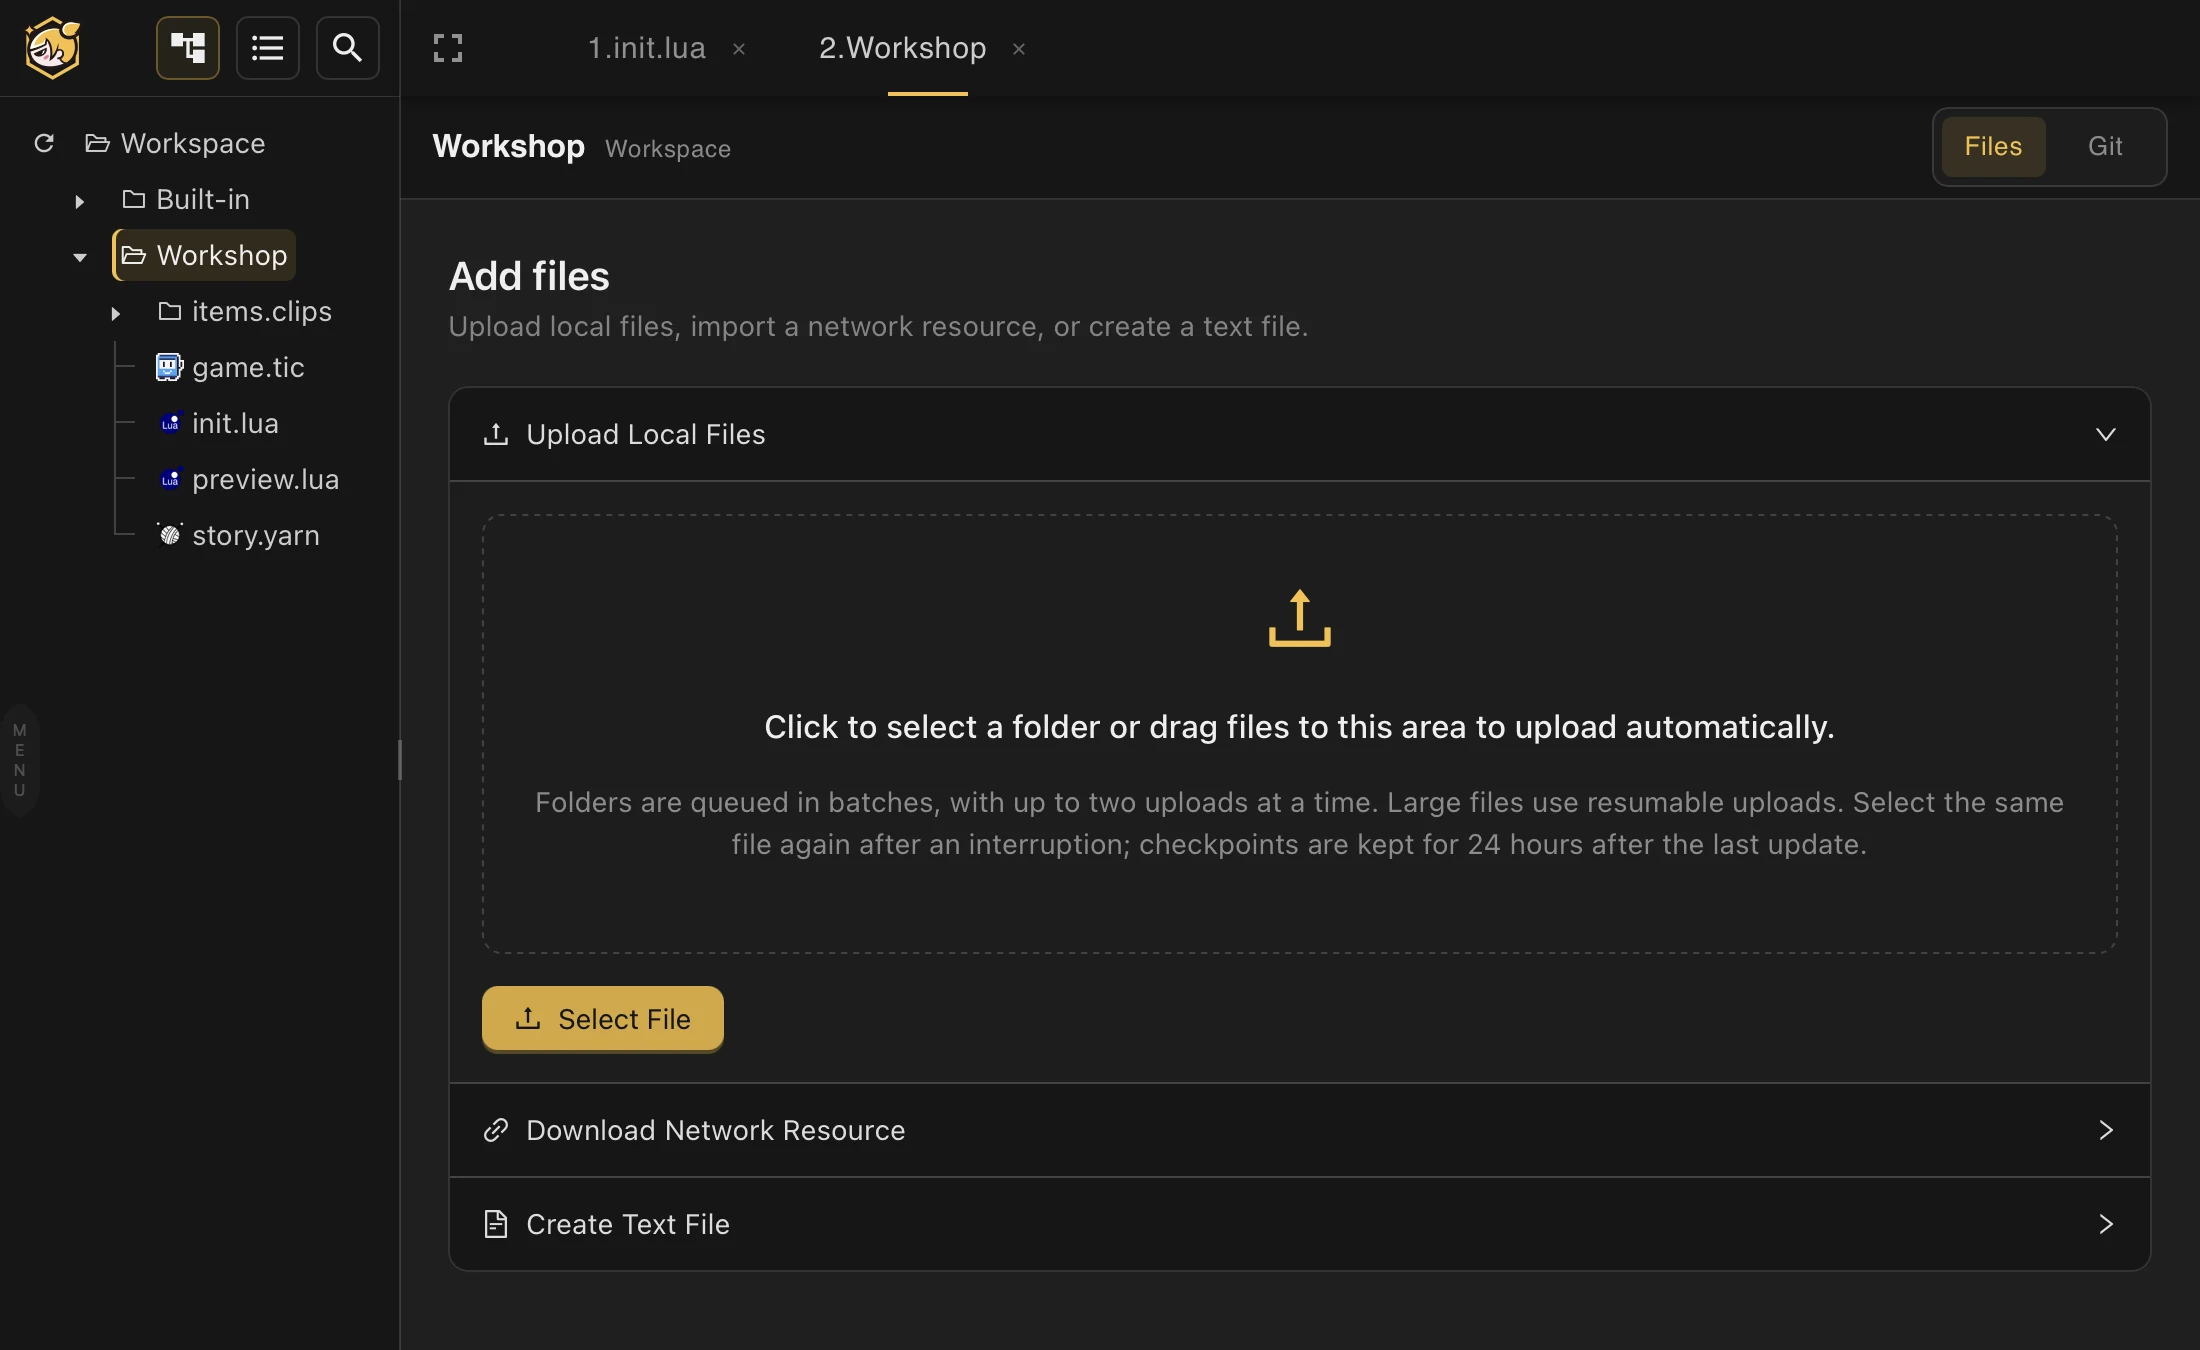 1.init.lua
2.Workshop
Workspace
Built-in
Workshop
items.clips
game.tic
init.lua
preview.lua
story.yarn
MENU
Workshop Workspace
Files
Git
Add files
Upload local files, import a network resource, or create a text file.
Upload Local Files
Click to select a folder or drag files to this area to upload automatically.
Folders are queued in batches, with up to two uploads at a time. Large files use resumable uploads. Select the same
file again after an interruption; checkpoints are kept for 24 hours after the last update.
Select File
Download Network Resource
Create Text File